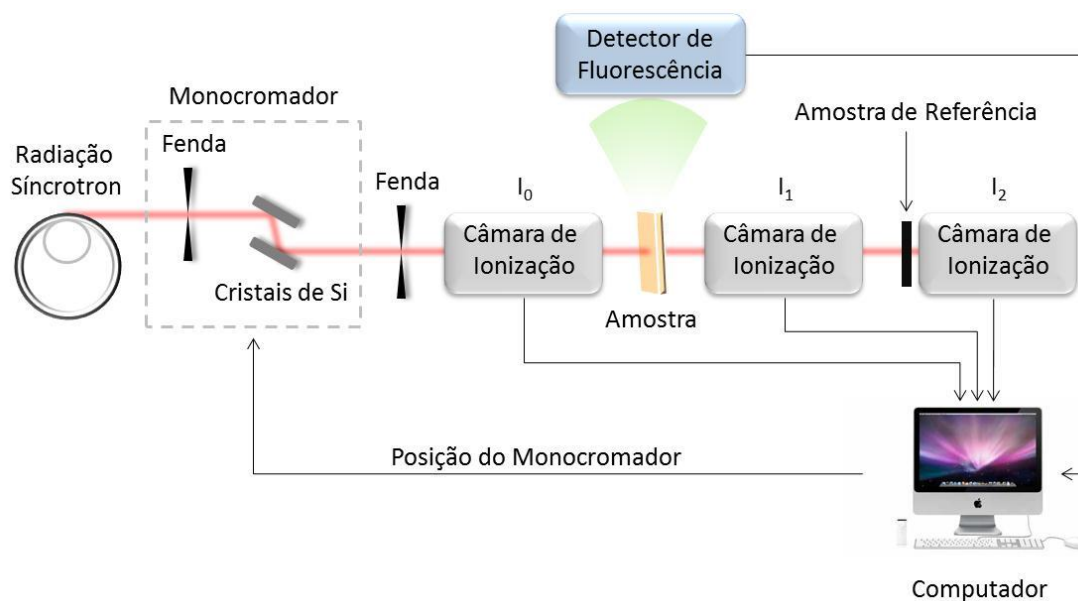 Detector de
Fluorescência
Monocromador
Amostra de Referência
Radiação
Síncrotron
Fenda
Fenda
I₀
I₁
I₂
Câmara de
Ionização
Câmara de
Ionização
Câmara de
Ionização
Cristais de Si
Amostra
Posição do Monocromador
Computador